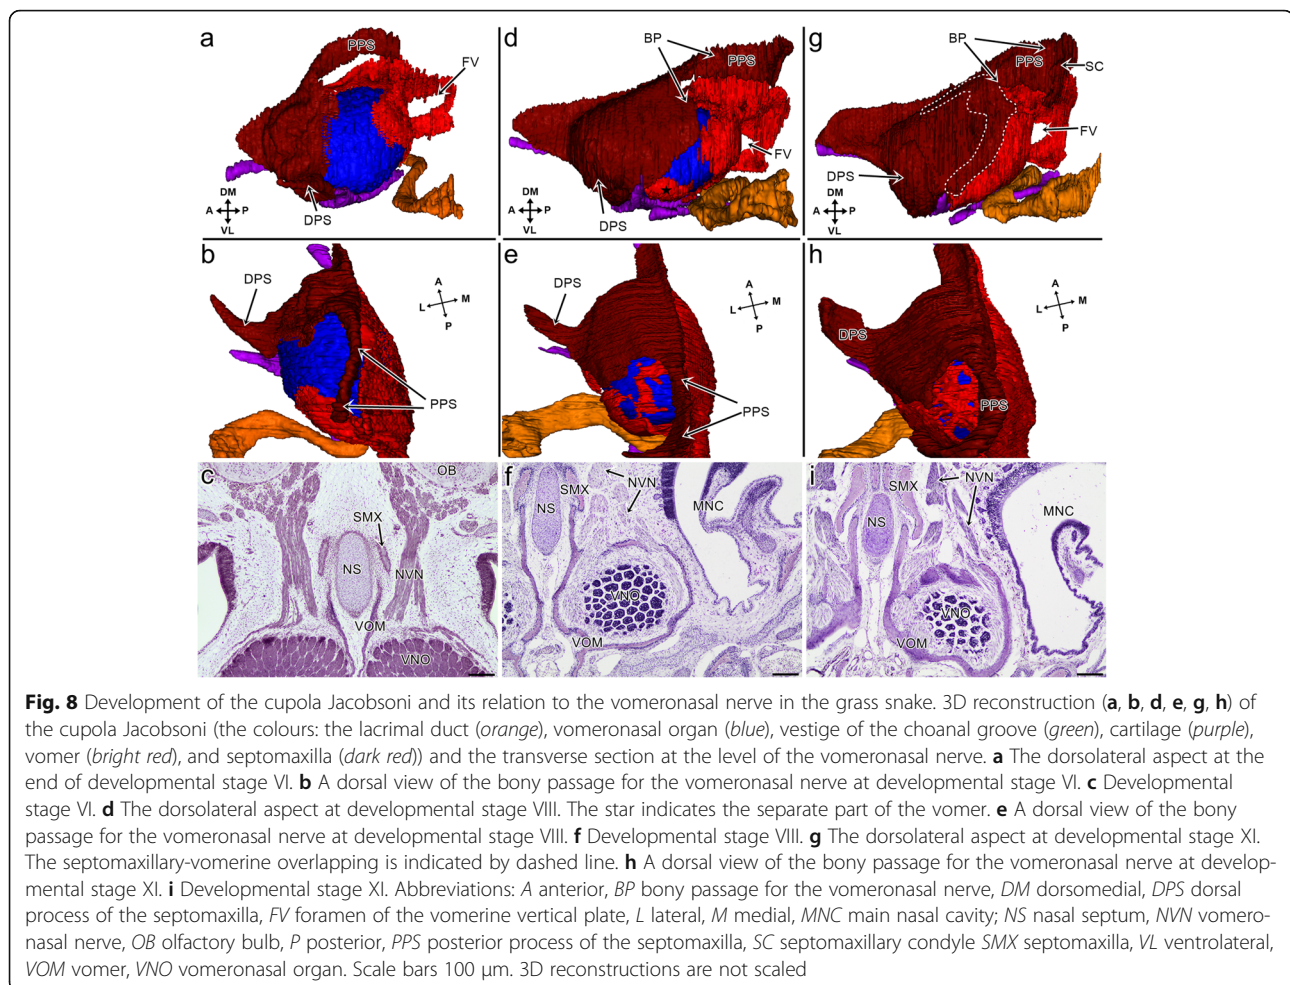 a
PPS
FV
DPS
DM
A P
VL
d
BP
PPS
FV
DPS
DM
A P
VL
g
BP
PPS
SC
FV
DPS
DM
A P
VL
b
DPS
A
L M
P
PPS
e
DPS
A
L M
P
PPS
h
DPS
A
L M
P
PPS
c
OB
SMX
NS
NVN
VOM
VNO
f
SMX
NVN
NS
MNC
VNO
VOM
i
SMX
NVN
NS
MNC
VNO
VOM
Fig. 8 Development of the cupola Jacobsoni and its relation to the vomeronasal nerve in the grass snake. 3D reconstruction (a, b, d, e, g, h) of
the cupola Jacobsoni (the colours: the lacrimal duct (orange), vomeronasal organ (blue), vestige of the choanal groove (green), cartilage (purple),
vomer (bright red), and septomaxilla (dark red)) and the transverse section at the level of the vomeronasal nerve. a The dorsolateral aspect at the
end of developmental stage VI. b A dorsal view of the bony passage for the vomeronasal nerve at developmental stage VI. c Developmental
stage VI. d The dorsolateral aspect at developmental stage VIII. The star indicates the separate part of the vomer. e A dorsal view of the bony
passage for the vomeronasal nerve at developmental stage VIII. f Developmental stage VIII. g The dorsolateral aspect at developmental stage XI.
The septomaxillary-vomerine overlapping is indicated by dashed line. h A dorsal view of the bony passage for the vomeronasal nerve at develop-
mental stage XI. i Developmental stage XI. Abbreviations: A anterior, BP bony passage for the vomeronasal nerve, DM dorsomedial, DPS dorsal
process of the septomaxilla, FV foramen of the vomerine vertical plate, L lateral, M medial, MNC main nasal cavity; NS nasal septum, NVN vomero-
nasal nerve, OB olfactory bulb, P posterior, PPS posterior process of the septomaxilla, SC septomaxillary condyle SMX septomaxilla, VL ventrolateral,
VOM vomer, VNO vomeronasal organ. Scale bars 100 μm. 3D reconstructions are not scaled